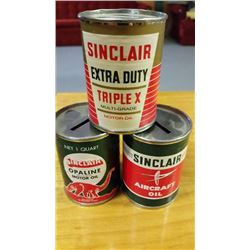 SINCLAIR
EXTRA DUTY
TRIPLE X
MULTI-GRADE
MOTOR OIL
NET 1 QUART
SINCLAIR
OPALINE
MOTOR OIL
SINCLAIR
AIRCRAFT
OIL